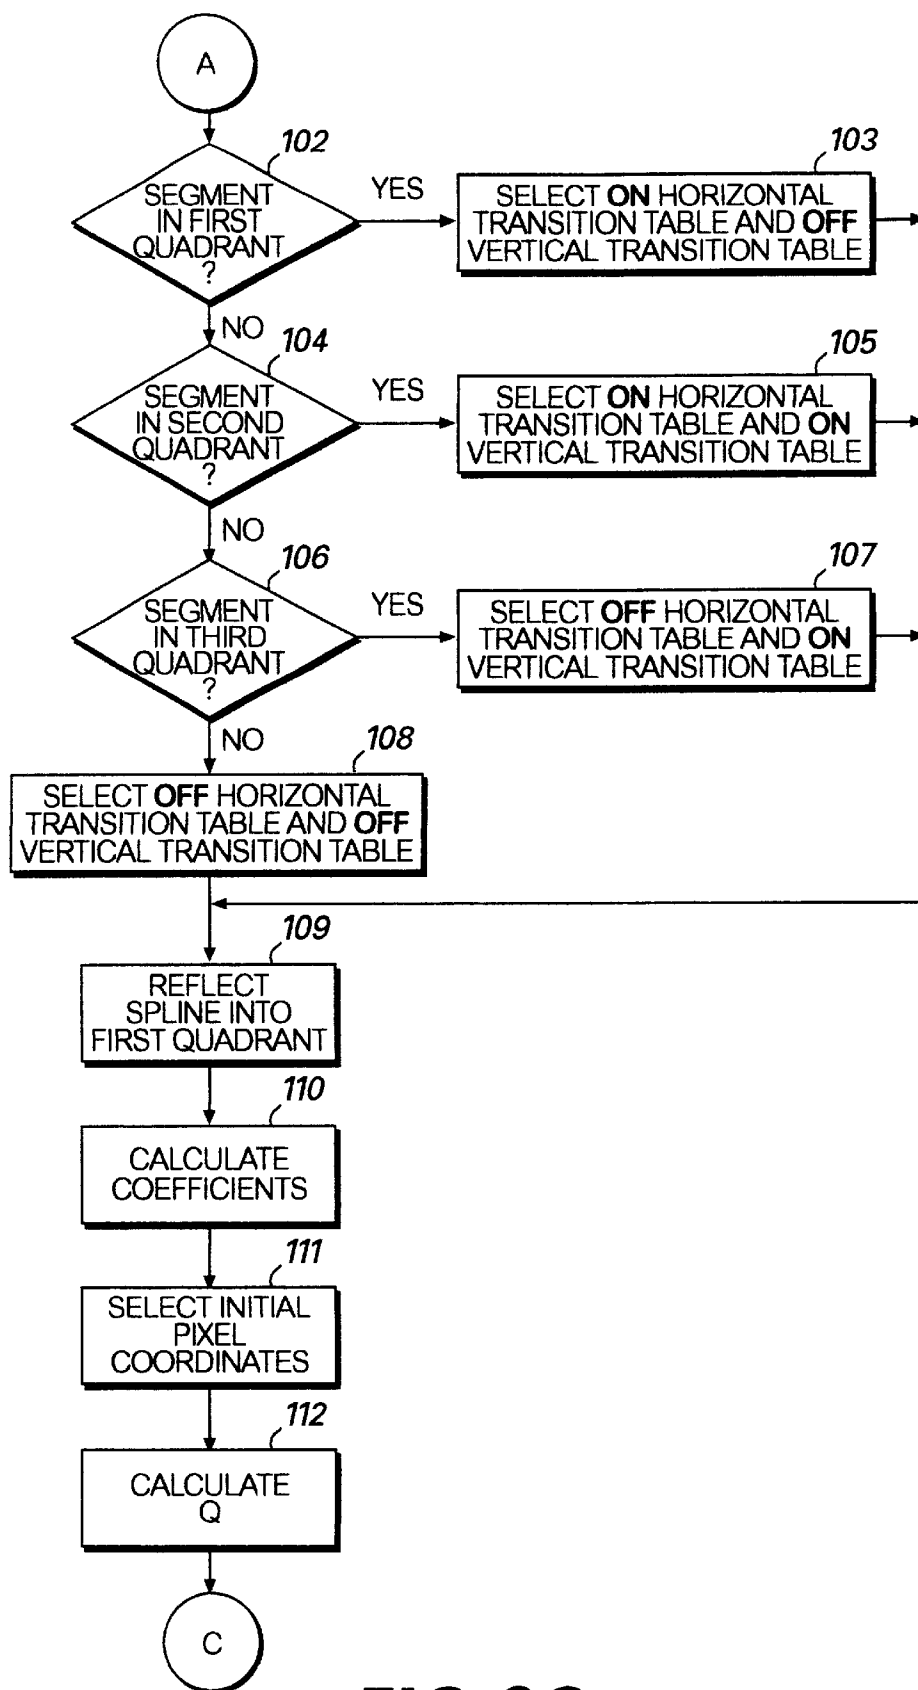 A
102
SEGMENT
IN FIRST
QUADRANT
?
YES
103
SELECT ON HORIZONTAL
TRANSITION TABLE AND OFF
VERTICAL TRANSITION TABLE
NO
104
SEGMENT
IN SECOND
QUADRANT
?
YES
105
SELECT ON HORIZONTAL
TRANSITION TABLE AND ON
VERTICAL TRANSITION TABLE
NO
106
SEGMENT
IN THIRD
QUADRANT
?
YES
107
SELECT OFF HORIZONTAL
TRANSITION TABLE AND ON
VERTICAL TRANSITION TABLE
NO
108
SELECT OFF HORIZONTAL
TRANSITION TABLE AND OFF
VERTICAL TRANSITION TABLE
109
REFLECT
SPLINE INTO
FIRST QUADRANT
110
CALCULATE
COEFFICIENTS
111
SELECT INITIAL
PIXEL
COORDINATES
112
CALCULATE
Q
C